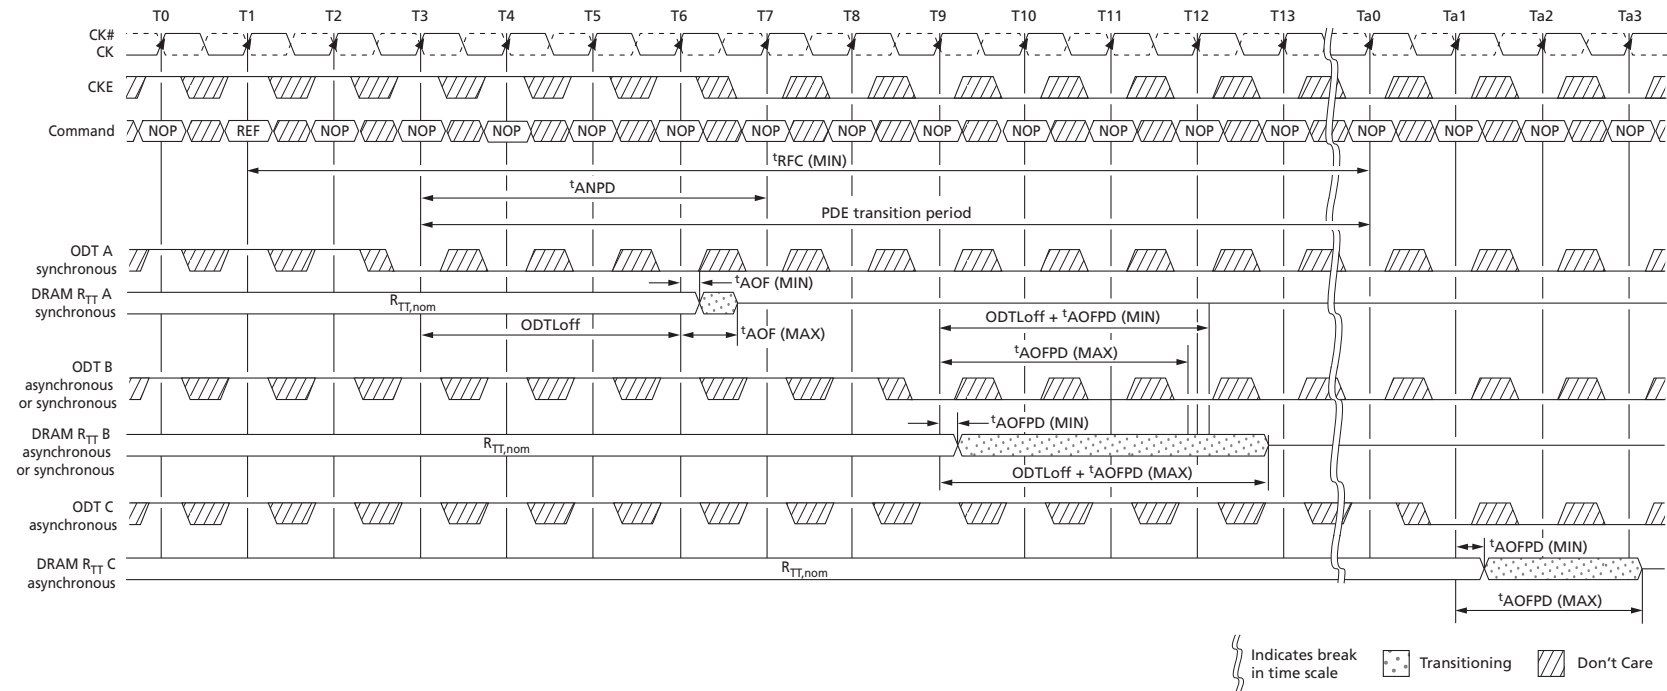 T0 T1 T2 T3 T4 T5 T6 T7 T8 T9 T10 T11 T12 T13 Ta0 Ta1 Ta2 Ta3
CK#
CK
CKE
Command NOP REF NOP NOP NOP NOP NOP NOP NOP NOP NOP NOP NOP NOP NOP NOP NOP NOP
tRFC (MIN)
tANPD
PDE transition period
ODT A
synchronous
tAOF (MIN)
DRAM RTT A
synchronous
RTT,nom
ODTLoff + tAOFPD (MIN)
ODTLoff
tAOF (MAX)
tAOFPD (MAX)
ODT B
asynchronous
or synchronous
tAOFPD (MIN)
DRAM RTT B
asynchronous
or synchronous
RTT,nom
ODTLoff + tAOFPD (MAX)
ODT C
asynchronous
tAOFPD (MIN)
DRAM RTT C
asynchronous
RTT,nom
tAOFPD (MAX)
Indicates break
in time scale
Transitioning
Don't Care